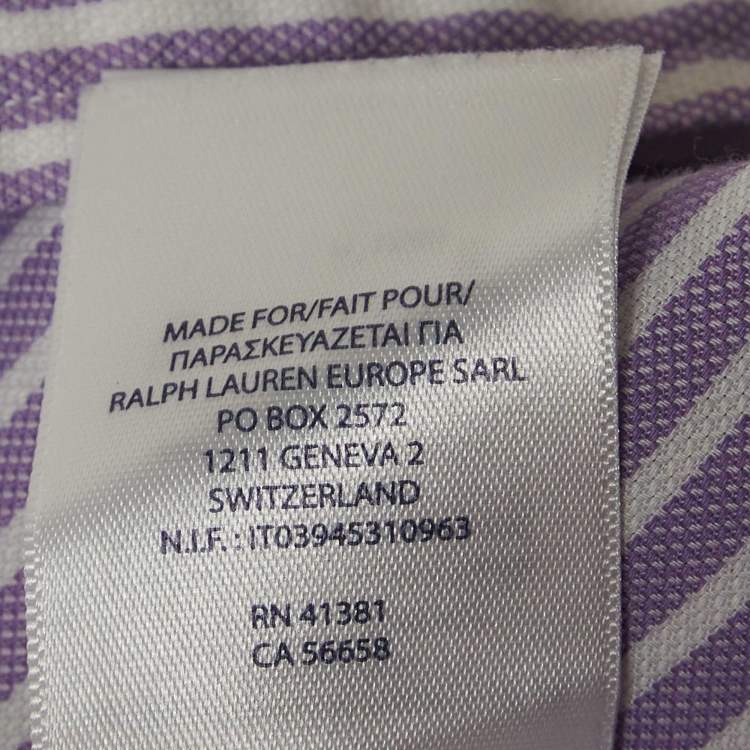 MADE FOR/FAIT POUR/
ΠΑΡΑΣΚΕΥΑΖΕΤΑΙ ΓΙΑ
RALPH LAUREN EUROPE SARL
PO BOX 2572
1211 GENEVA 2
SWITZERLAND
N.I.F. : IT03945310963
RN 41381
CA 56658